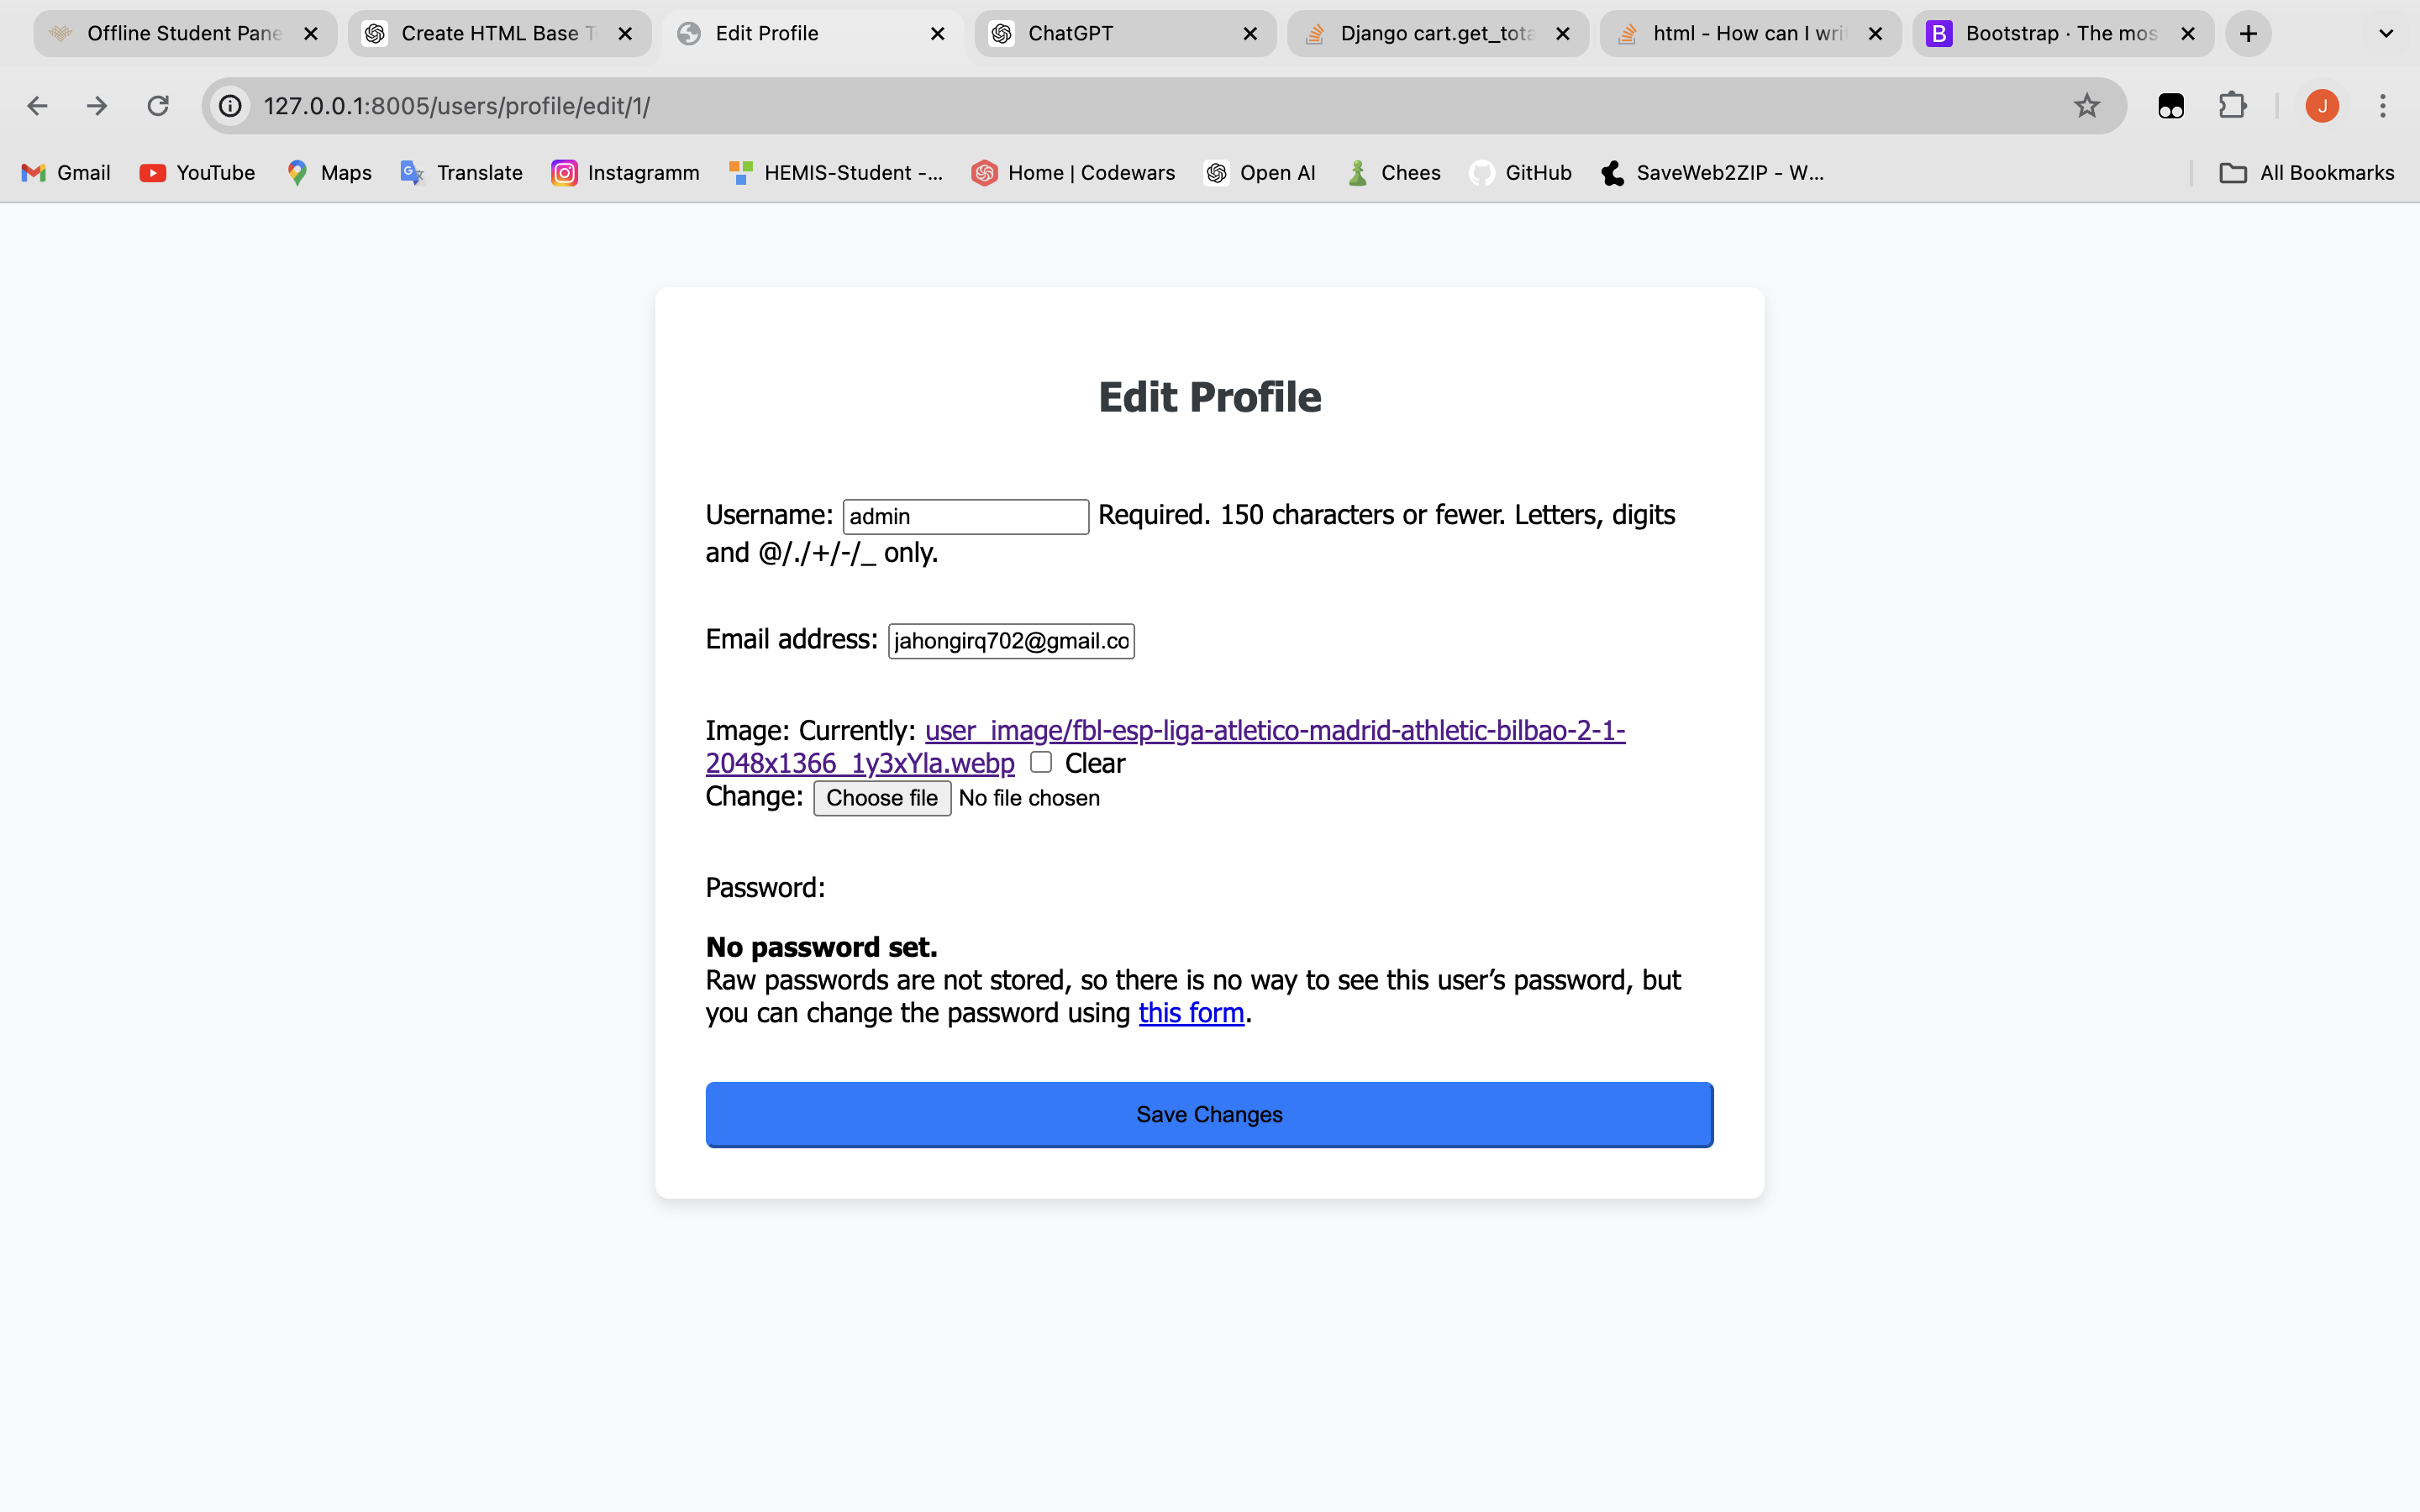 Offline Student Pane
Create HTML Base T
Edit Profile
ChatGPT
Django cart.get_tota
html - How can I wri
Bootstrap · The mos
127.0.0.1:8005/users/profile/edit/1/
J
Gmail
YouTube
Maps
Translate
Instagramm
HEMIS-Student -...
Home | Codewars
Open AI
Chees
GitHub
SaveWeb2ZIP - W...
All Bookmarks
Edit Profile
Username: admin Required. 150 characters or fewer. Letters, digits
and @/./+/-/_ only.
Email address: jahongirq702@gmail.co
Image: Currently: user_image/fbl-esp-liga-atletico-madrid-athletic-bilbao-2-1-
2048x1366_1y3xYla.webp Clear
Change: Choose file No file chosen
Password:
No password set.
Raw passwords are not stored, so there is no way to see this user’s password, but
you can change the password using this form.
Save Changes